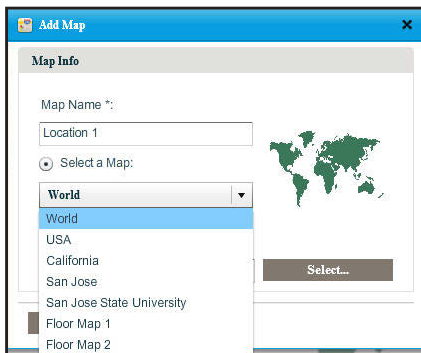 Add Map
Map Info
Map Name *:
Location 1
Select a Map:
World
World
USA
California
San Jose
San Jose State University
Floor Map 1
Floor Map 2
Select...